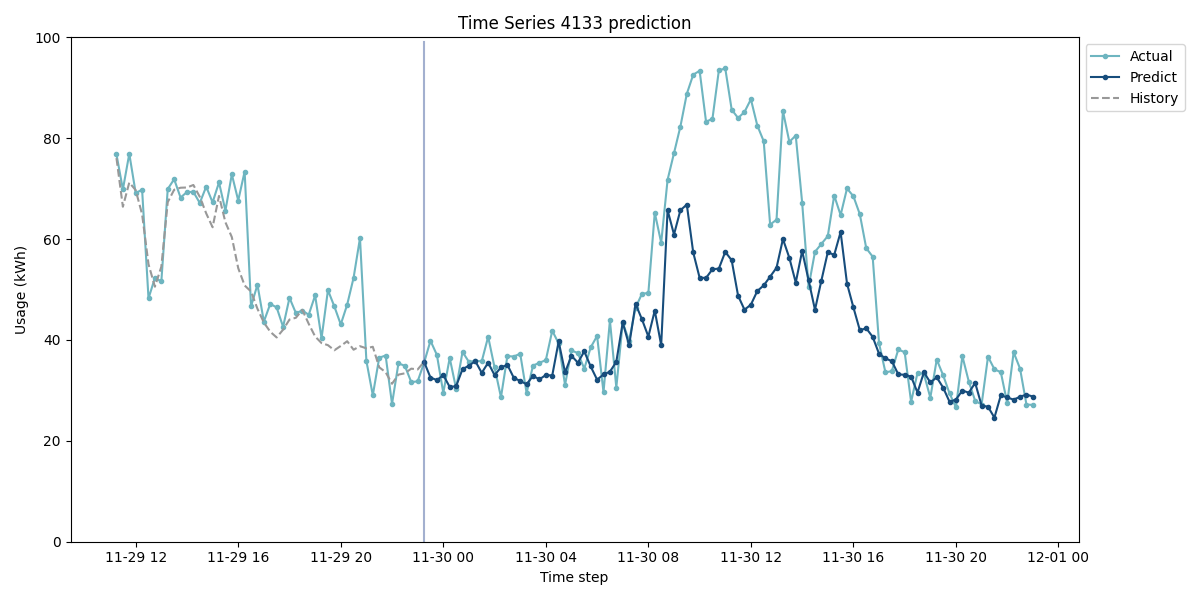 Time Series 4133 prediction
Usage (kWh)
100
80
60
40
20
0
11-29 12
11-29 16
11-29 20
11-30 00
11-30 04
11-30 08
11-30 12
11-30 16
11-30 20
12-01 00
Time step
Actual
Predict
History